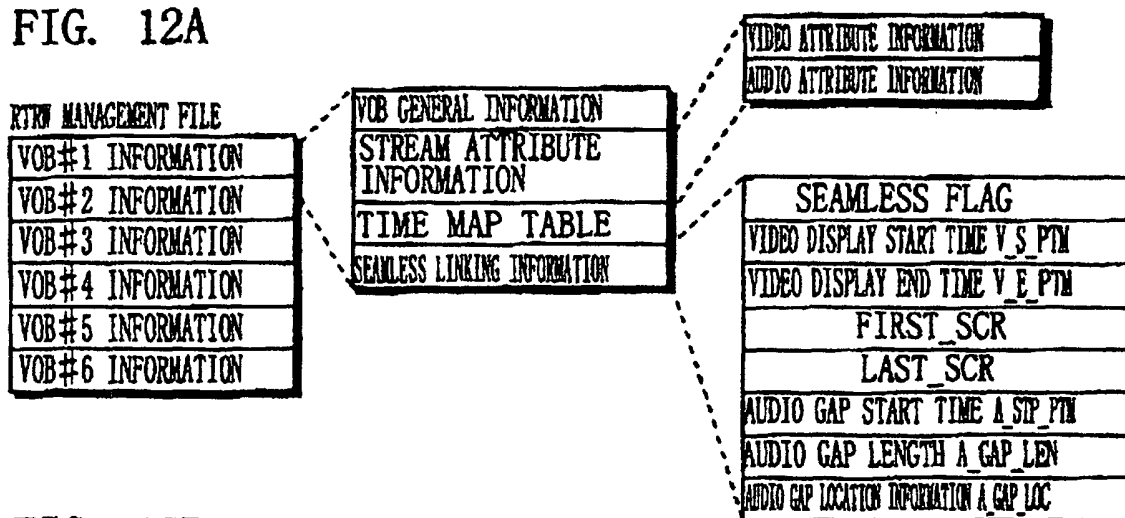 FIG. 12A
RTRW MANAGEMENT FILE
VOB#1 INFORMATION
VOB#2 INFORMATION
VOB#3 INFORMATION
VOB#4 INFORMATION
VOB#5 INFORMATION
VOB#6 INFORMATION
VOB GENERAL INFORMATION
STREAM ATTRIBUTE
INFORMATION
TIME MAP TABLE
SEAMLESS LINKING INFORMATION
VIDEO ATTRIBUTE INFORMATION
AUDIO ATTRIBUTE INFORMATION
SEAMLESS FLAG
VIDEO DISPLAY START TIME V_S_PTM
VIDEO DISPLAY END TIME V_E_PTM
FIRST_SCR
LAST_SCR
AUDIO GAP START TIME A_STP_PTM
AUDIO GAP LENGTH A_GAP_LEN
AUDIO GAP LOCATION INFORMATION A_GAP_LOC